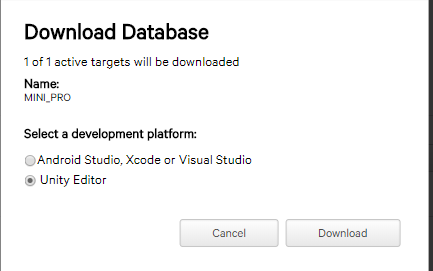 Download Database
1 of 1 active targets will be downloaded
Name:
MINI_PRO
Select a development platform:
Android Studio, Xcode or Visual Studio
Unity Editor
Cancel
Download